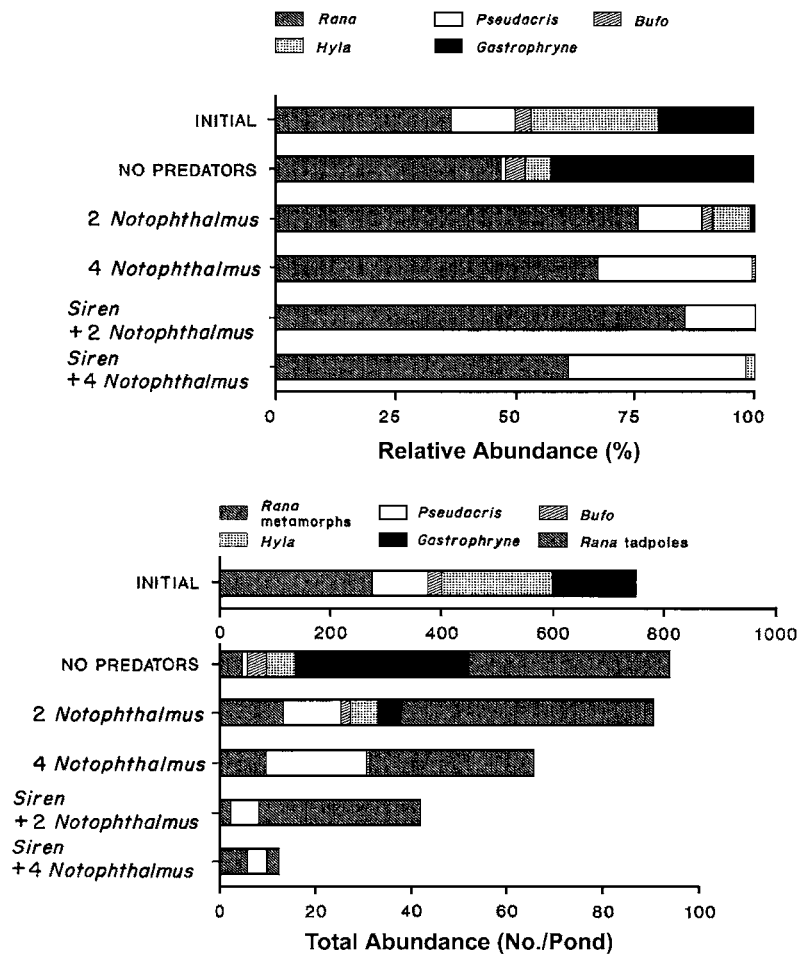 Rana Pseudacris Bufo
Hyla Gastrophryne
INITIAL
NO PREDATORS
2 Notophthalmus
4 Notophthalmus
Siren
+2 Notophthalmus
Siren
+4 Notophthalmus
0 25 50 75 100
Relative Abundance (%)
Rana
metamorphs Pseudacris Bufo
Hyla Gastrophryne Rana tadpoles
INITIAL
0 200 400 600 800 1000
NO PREDATORS
2 Notophthalmus
4 Notophthalmus
Siren
+2 Notophthalmus
Siren
+4 Notophthalmus
0 20 40 60 80 100
Total Abundance (No./Pond)